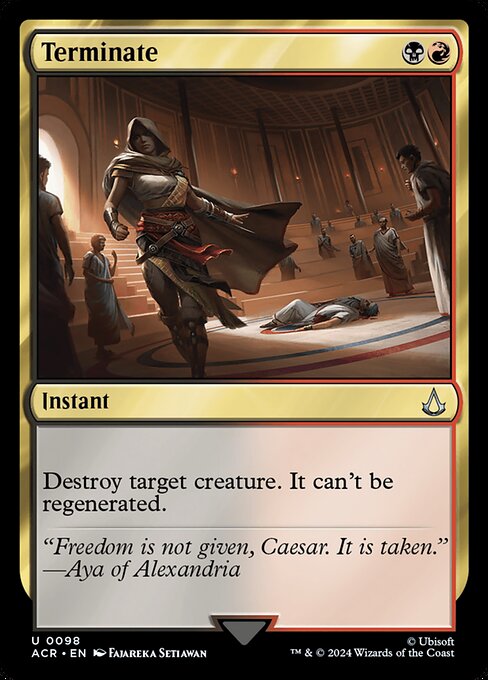 Terminate
Instant
Destroy target creature. It can't be
regenerated.
“Freedom is not given, Caesar. It is taken.”
—Aya of Alexandria
U 0098
ACR • EN Fajareka Setiawan
© Ubisoft
™ & © 2024 Wizards of the Coast